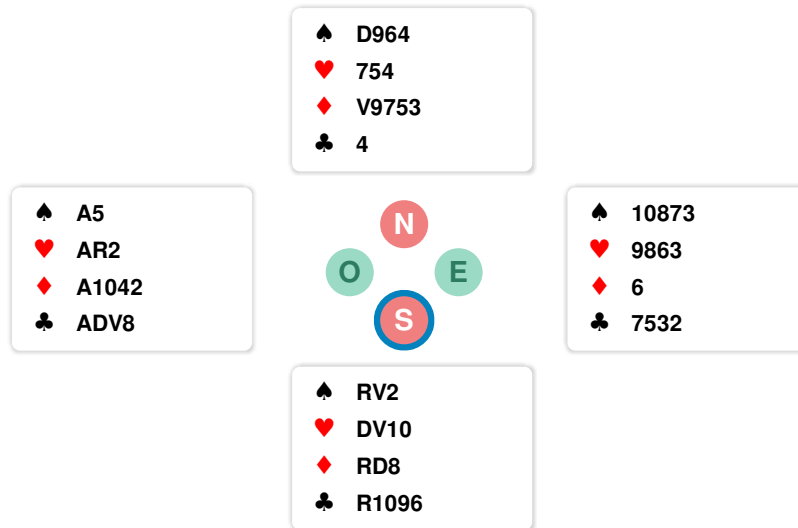 ♠ D964
♥ 754
♦ V9753
♣ 4
♠ A5
♥ AR2
♦ A1042
♣ ADV8
N
O E
S
♠ 10873
♥ 9863
♦ 6
♣ 7532
♠ RV2
♥ DV10
♦ RD8
♣ R1096